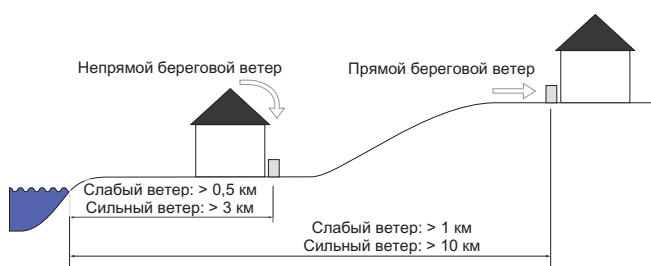 Непрямой береговой ветер
Прямой береговой ветер
Слабый ветер: > 0,5 км
Сильный ветер: > 3 км
Слабый ветер: > 1 км
Сильный ветер: > 10 км